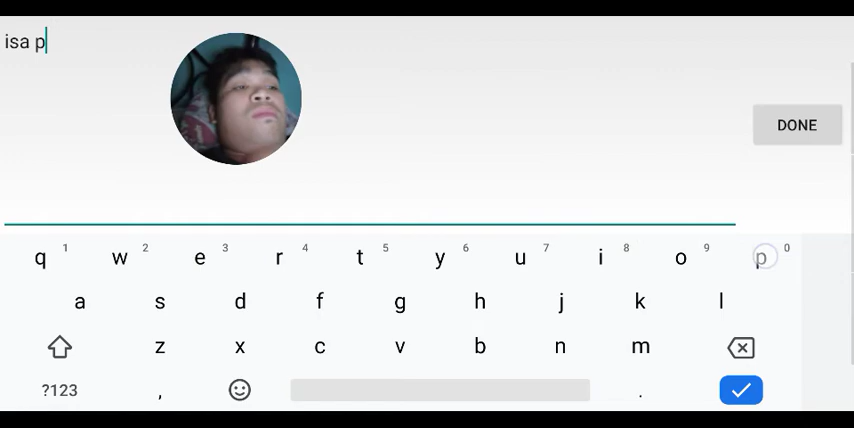 isa p
DONE
q 1 w 2 e 3 r 4 t 5 y 6 u 7 i 8 o 9 p 0
a s d f g h j k l
z x c v b n m
?123 , .